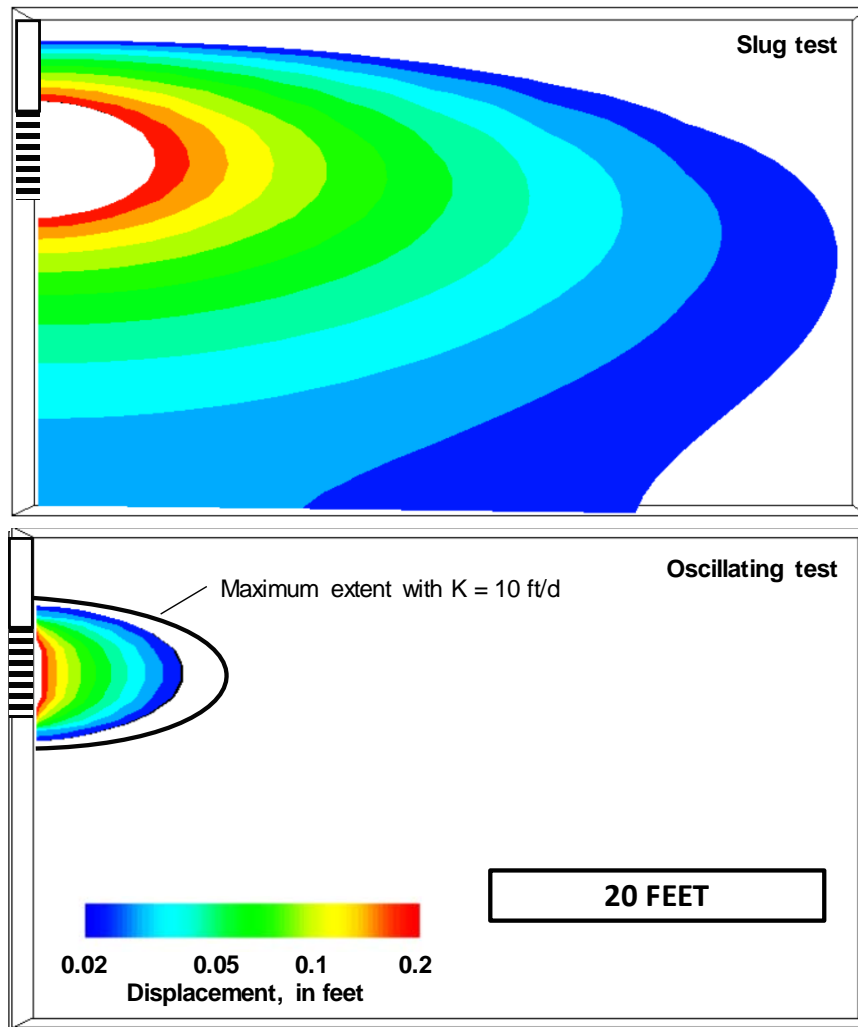 Slug test
Oscillating test
Maximum extent with K = 10 ft/d
20 FEET
0.02 0.05 0.1 0.2
Displacement, in feet